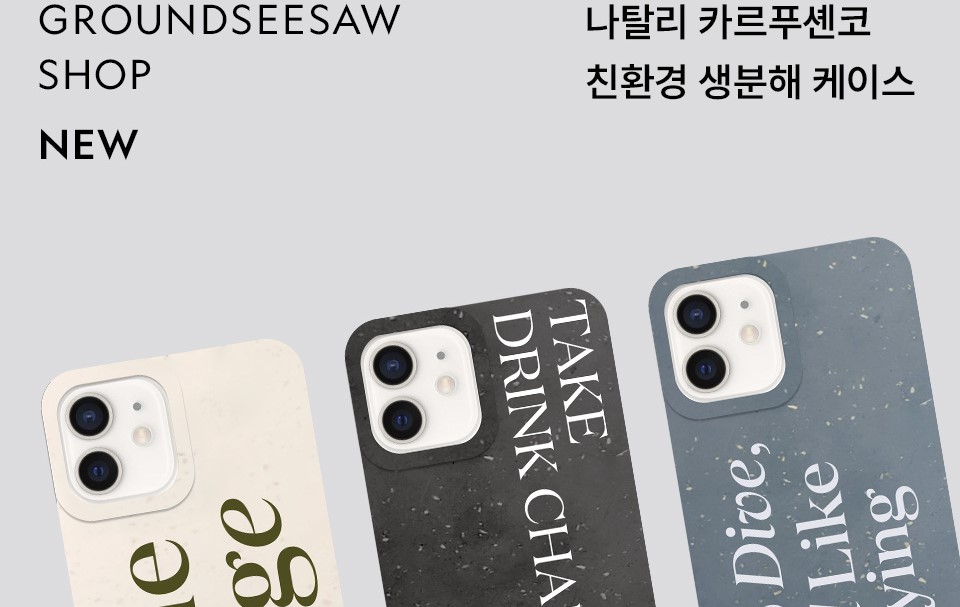 GROUNDSEESAW
SHOP
NEW
나탈리 카르푸셴코
친환경 생분해 케이스
ge
TAKE
DRINK CHA
Dive,
Like
ying